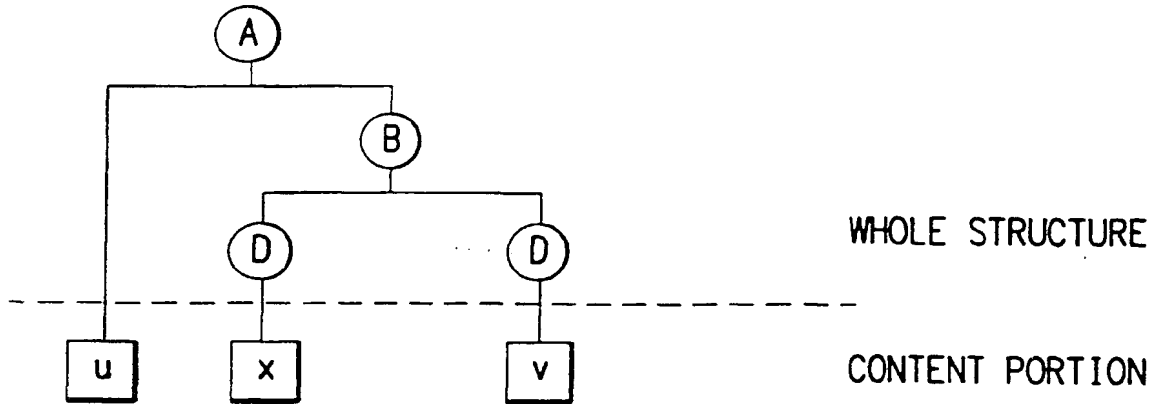 A
B
D D
WHOLE STRUCTURE
u x v
CONTENT PORTION